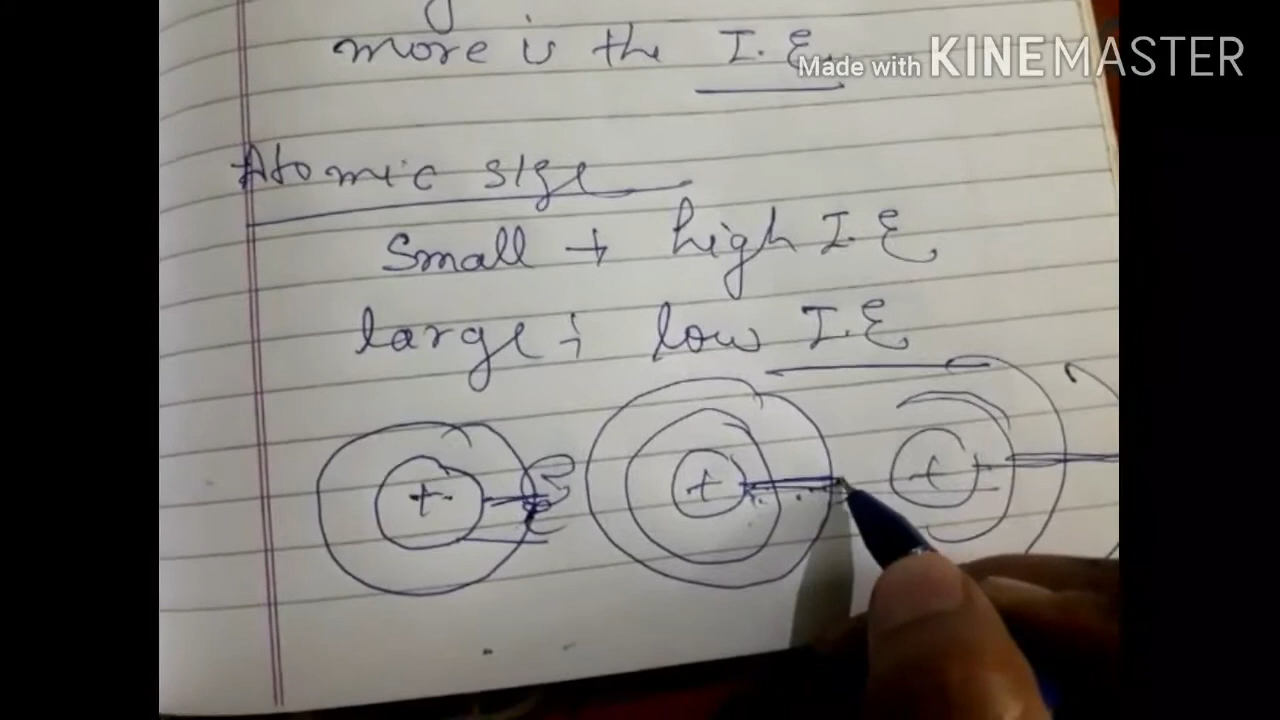 more is the I.E.
Made with KINEMASTER
Atomic size
Small → high I.E
large ; low I.E
+ + +